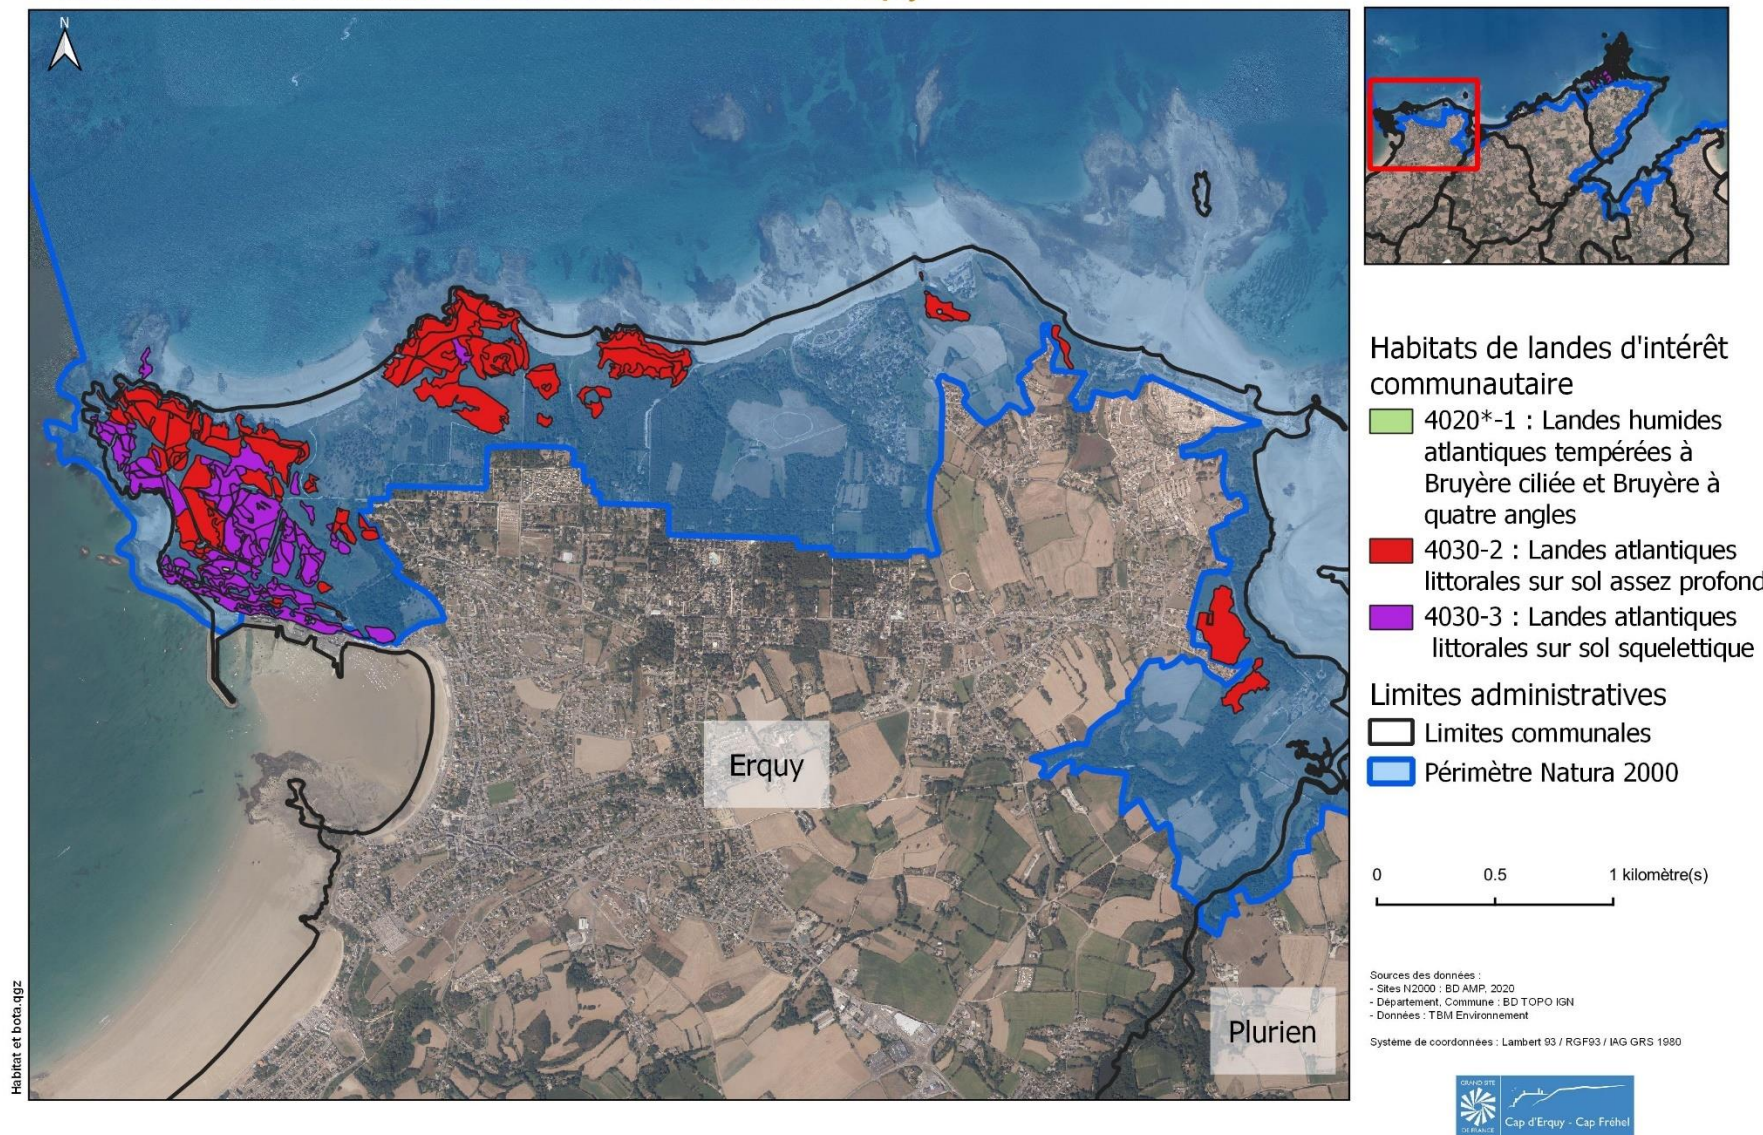 N
Habitats de landes d'intérêt
communautaire
4020*-1 : Landes humides
atlantiques tempérées à
Bruyère ciliée et Bruyère à
quatre angles
4030-2 : Landes atlantiques
littorales sur sol assez profond
4030-3 : Landes atlantiques
littorales sur sol squelettique
Limites administratives
Limites communales
Périmètre Natura 2000
0 0.5 1 kilomètre(s)
Erquy
Plurien
Sources des données :
- Sites N2000 : BD AMP, 2020
- Département, Commune : BD TOPO IGN
- Données : TBM Environnement
Système de coordonnées : Lambert 93 / RGF93 / IAG GRS 1980
GRAND SITE
DE FRANCE
Cap d'Erquy - Cap Fréhel
Habitat et bota.qgz